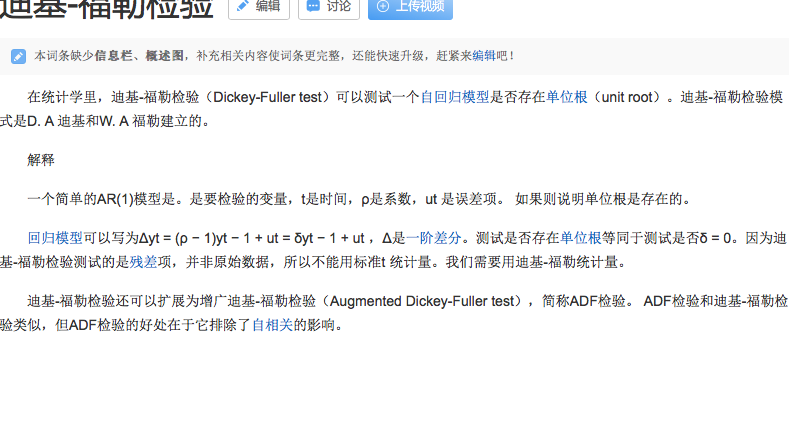 迪基-福勒检验
编辑
讨论
上传视频
本词条缺少信息栏、概述图，补充相关内容使词条更完整，还能快速升级，赶紧来编辑吧！
在统计学里，迪基-福勒检验（Dickey-Fuller test）可以测试一个自回归模型是否存在单位根（unit root）。迪基-福勒检验模
式是D. A 迪基和W. A 福勒建立的。
解释
一个简单的AR(1)模型是。是要检验的变量，t是时间，ρ是系数，ut 是误差项。 如果则说明单位根是存在的。
回归模型可以写为Δyt = (ρ − 1)yt − 1 + ut = δyt − 1 + ut ，Δ是一阶差分。测试是否存在单位根等同于测试是否δ = 0。因为迪
基-福勒检验测试的是残差项，并非原始数据，所以不能用标准t 统计量。我们需要用迪基-福勒统计量。
迪基-福勒检验还可以扩展为增广迪基-福勒检验（Augmented Dickey-Fuller test），简称ADF检验。 ADF检验和迪基-福勒检
验类似，但ADF检验的好处在于它排除了自相关的影响。